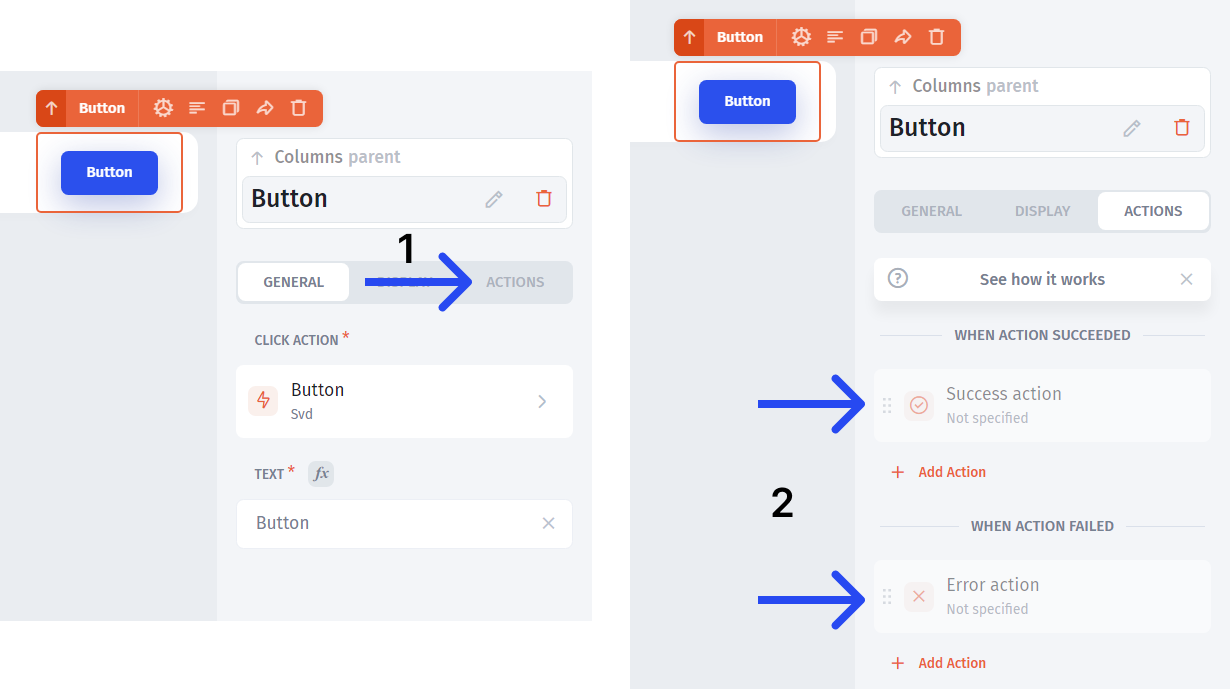 Button
Button
Columns parent
Button
1
GENERAL
DISPLAY
ACTIONS
CLICK ACTION *
Button
Svd
TEXT * fx
Button
Button
Button
Columns parent
Button
GENERAL
DISPLAY
ACTIONS
? See how it works
WHEN ACTION SUCCEEDED
Success action
Not specified
+ Add Action
2
WHEN ACTION FAILED
Error action
Not specified
+ Add Action